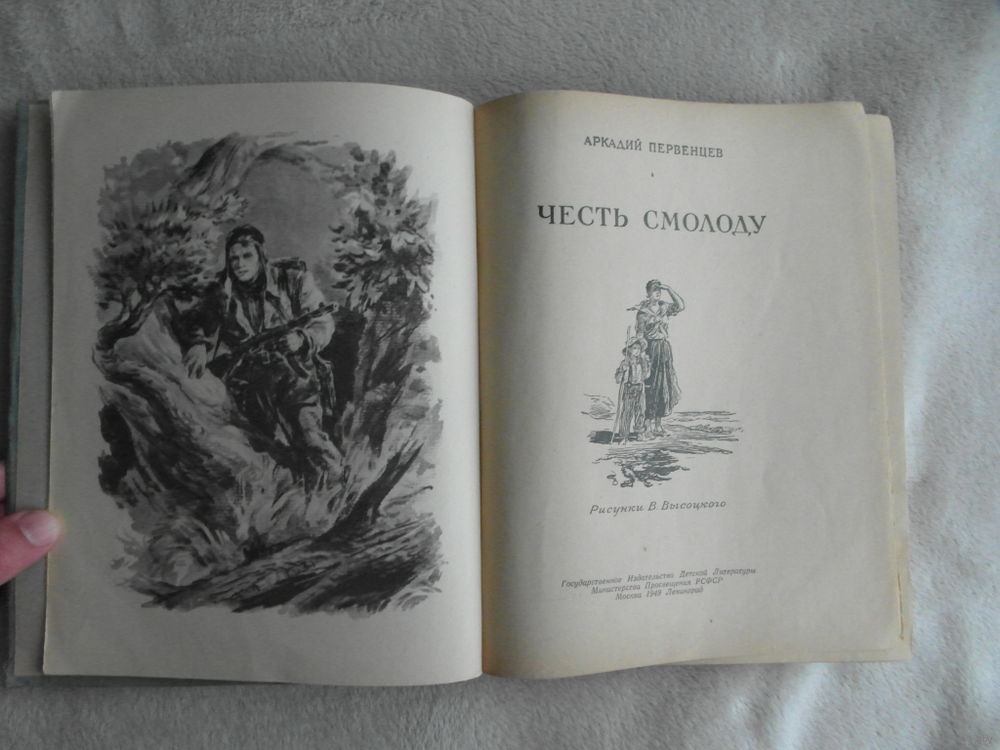 АРКАДИЙ ПЕРВЕНЦЕВ
ЧЕСТЬ СМОЛОДУ
Рисунки В. Высоцкого
Государственное Издательство Детской Литературы
Министерства Просвещения РСФСР
Москва 1949 Ленинград